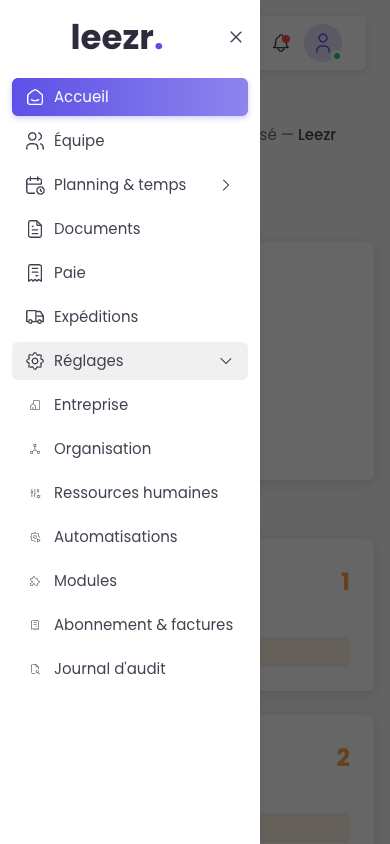 leezr.
Accueil
Équipe
Planning & temps
Documents
Paie
Expéditions
Réglages
Entreprise
Organisation
Ressources humaines
Automatisations
Modules
Abonnement & factures
Journal d'audit
sé — Leezr
1
2